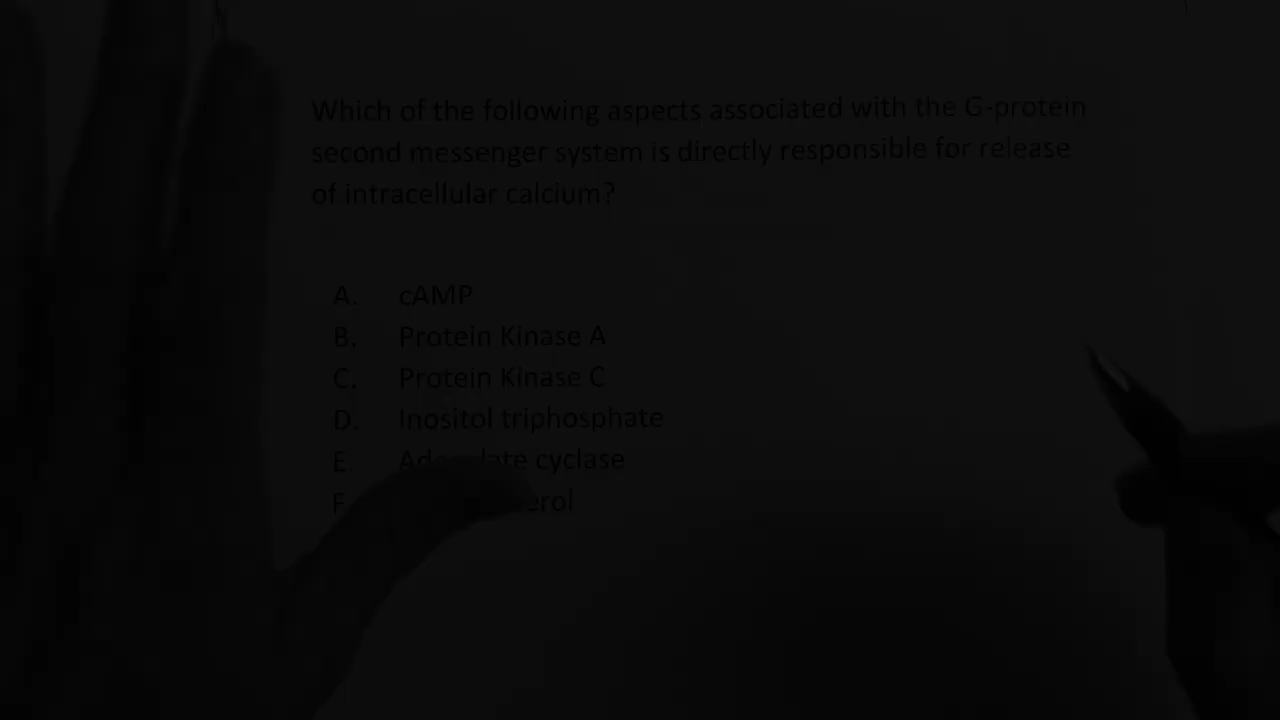 Which of the following aspects associated with the G-protein
second messenger system is directly responsible for release
of intracellular calcium?
A. cAMP
B. Protein Kinase A
C. Protein Kinase C
D. Inositol triphosphate
E. cyclase
F.